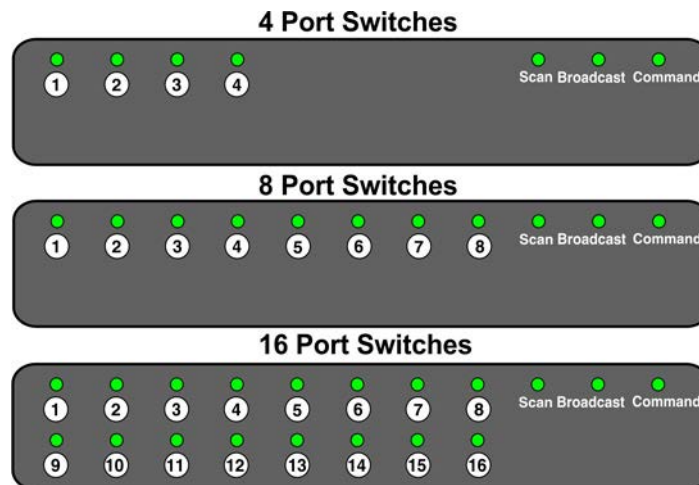 4 Port Switches
1 2 3 4
Scan Broadcast Command
8 Port Switches
1 2 3 4 5 6 7 8
Scan Broadcast Command
16 Port Switches
1 2 3 4 5 6 7 8
Scan Broadcast Command
9 10 11 12 13 14 15 16